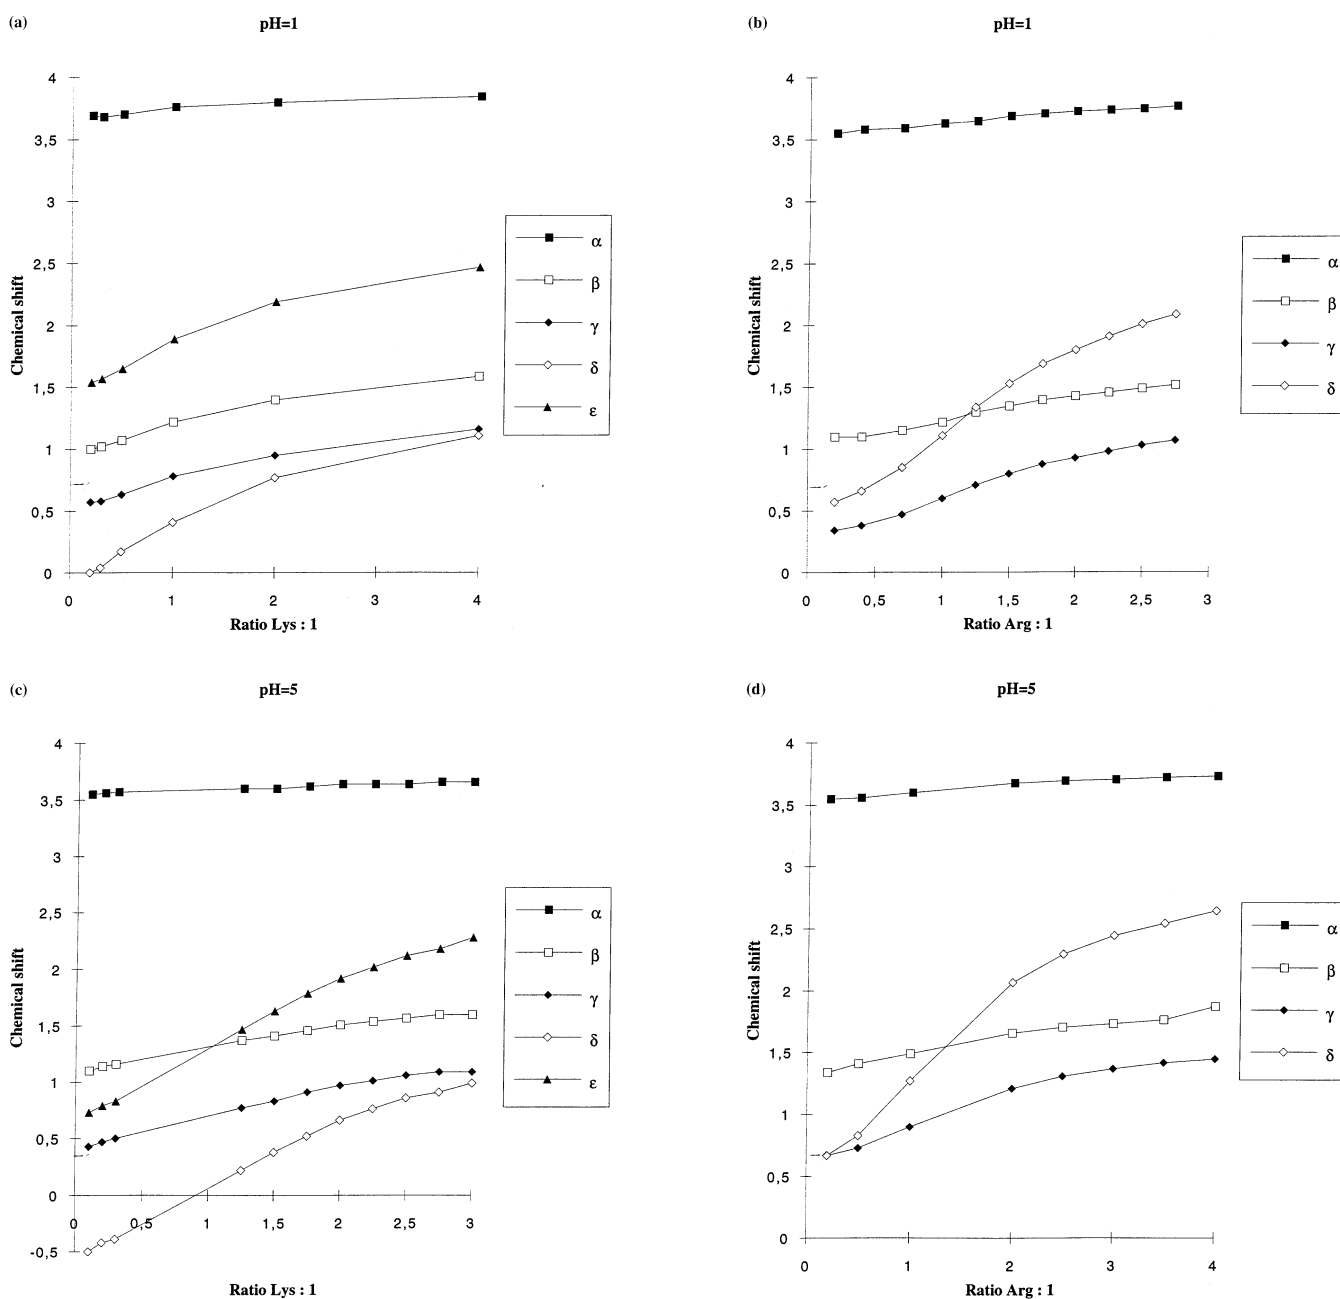 (a)
pH=1
Chemical shift
4
3,5
3
2,5
2
1,5
1
0,5
0
0 1 2 3 4
Ratio Lys : 1
α
β
γ
δ
ε
(b)
pH=1
Chemical shift
4
3,5
3
2,5
2
1,5
1
0,5
0
0 0,5 1 1,5 2 2,5 3
Ratio Arg : 1
α
β
γ
δ
(c)
pH=5
Chemical shift
4
3,5
3
2,5
2
1,5
1
0,5
0
-0,5
0 0,5 1 1,5 2 2,5 3
Ratio Lys : 1
α
β
γ
δ
ε
(d)
pH=5
Chemical shift
4
3,5
3
2,5
2
1,5
1
0,5
0
0 1 2 3 4
Ratio Arg : 1
α
β
γ
δ